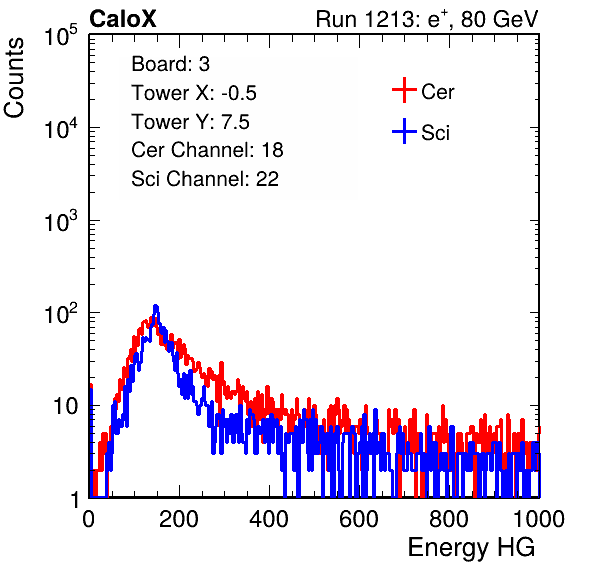 CaloX Run 1213: e⁺, 80 GeV
Counts
10⁵
10⁴
10³
10²
10
1
Board: 3
Tower X: -0.5
Tower Y: 7.5
Cer Channel: 18
Sci Channel: 22
Cer
Sci
0 200 400 600 800 1000
Energy HG